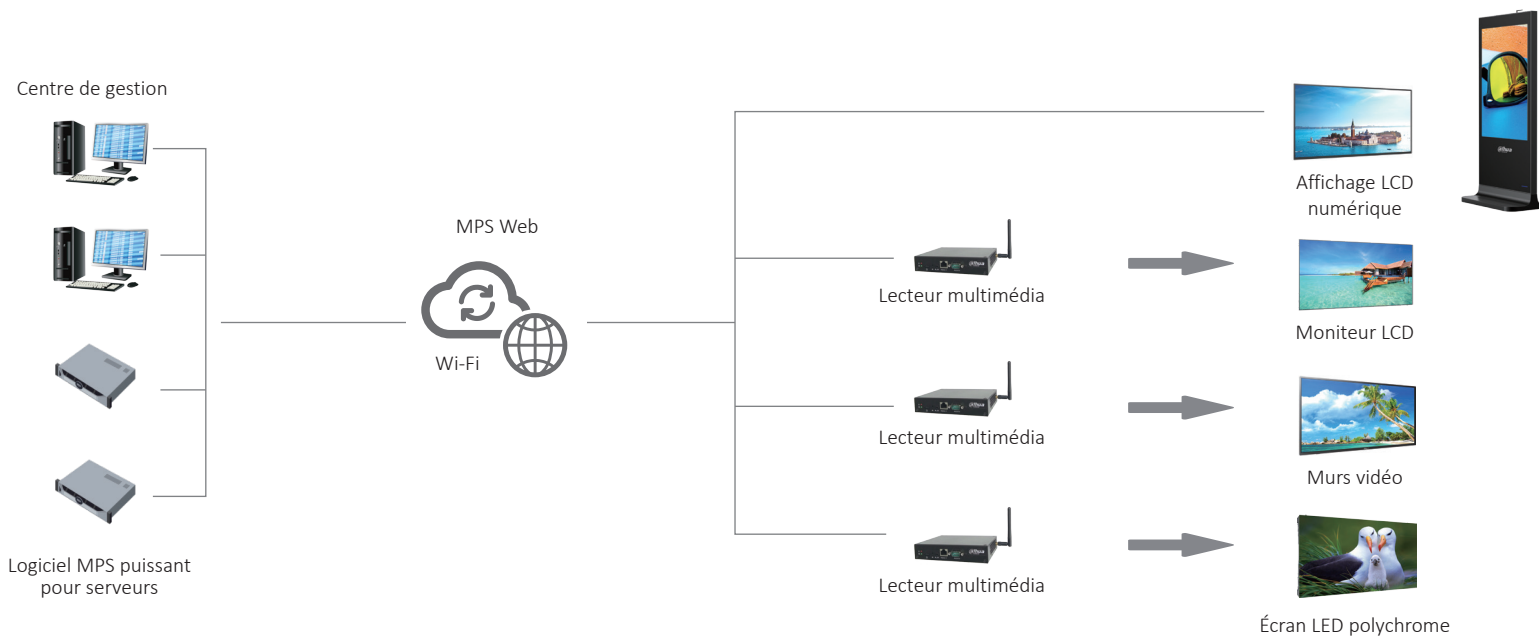 Centre de gestion
Logiciel MPS puissant
pour serveurs
MPS Web
Wi-Fi
Lecteur multimédia
Lecteur multimédia
Lecteur multimédia
Affichage LCD
numérique
alhua
Moniteur LCD
Murs vidéo
Écran LED polychrome